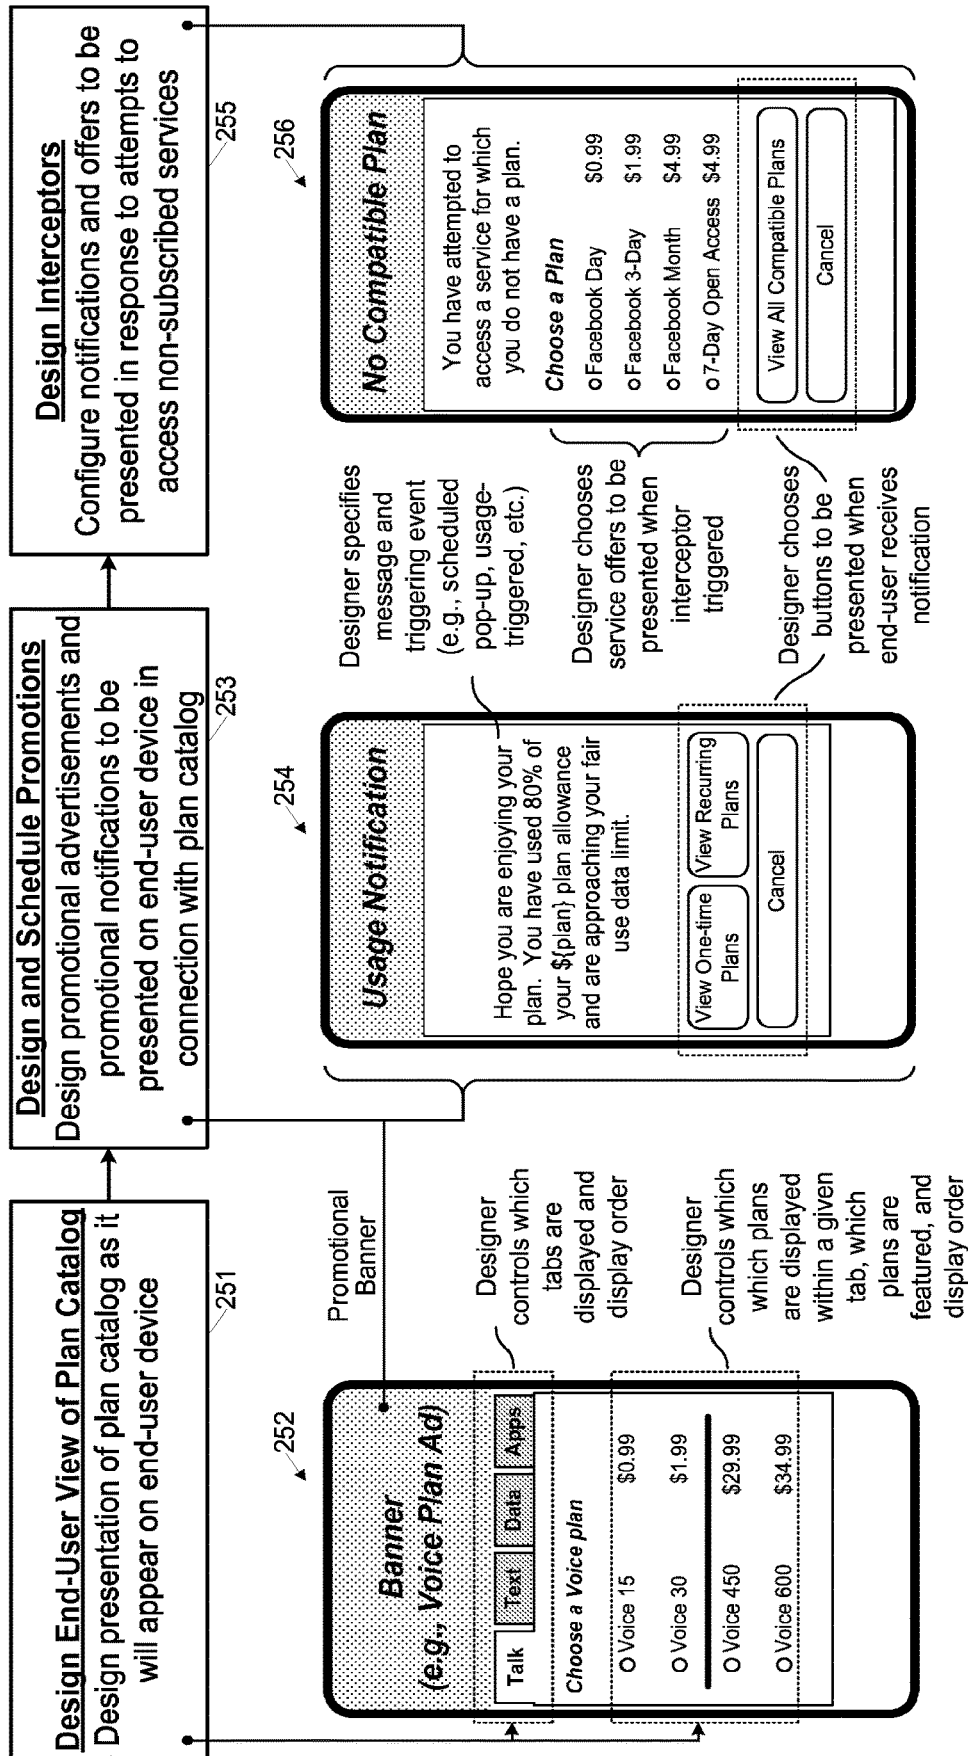 Design End-User View of Plan Catalog
Design presentation of plan catalog as it
will appear on end-user device
251
Design and Schedule Promotions
Design promotional advertisements and
promotional notifications to be
presented on end-user device in
connection with plan catalog
253
Design Interceptors
Configure notifications and offers to be
presented in response to attempts to
access non-subscribed services
255
252
Banner
(e.g., Voice Plan Ad)
Talk
Text
Data
Apps
Choose a Voice plan
O Voice 15 $0.99
O Voice 30 $1.99
O Voice 450 $29.99
O Voice 600 $34.99
Promotional
Banner
Designer
controls which
tabs are
displayed and
display order
Designer
controls which
which plans
are displayed
within a given
tab, which
plans are
featured, and
display order
254
Usage Notification
Hope you are enjoying your
plan. You have used 80% of
your ${plan} plan allowance
and are approaching your fair
use data limit.
View One-time
Plans
View Recurring
Plans
Cancel
Designer specifies
message and
triggering event
(e.g., scheduled
pop-up, usage-
triggered, etc.)
Designer chooses
service offers to be
presented when
interceptor
triggered
Designer chooses
buttons to be
presented when
end-user receives
notification
256
No Compatible Plan
You have attempted to
access a service for which
you do not have a plan.
Choose a Plan
o Facebook Day $0.99
o Facebook 3-Day $1.99
o Facebook Month $4.99
o 7-Day Open Access $4.99
View All Compatible Plans
Cancel